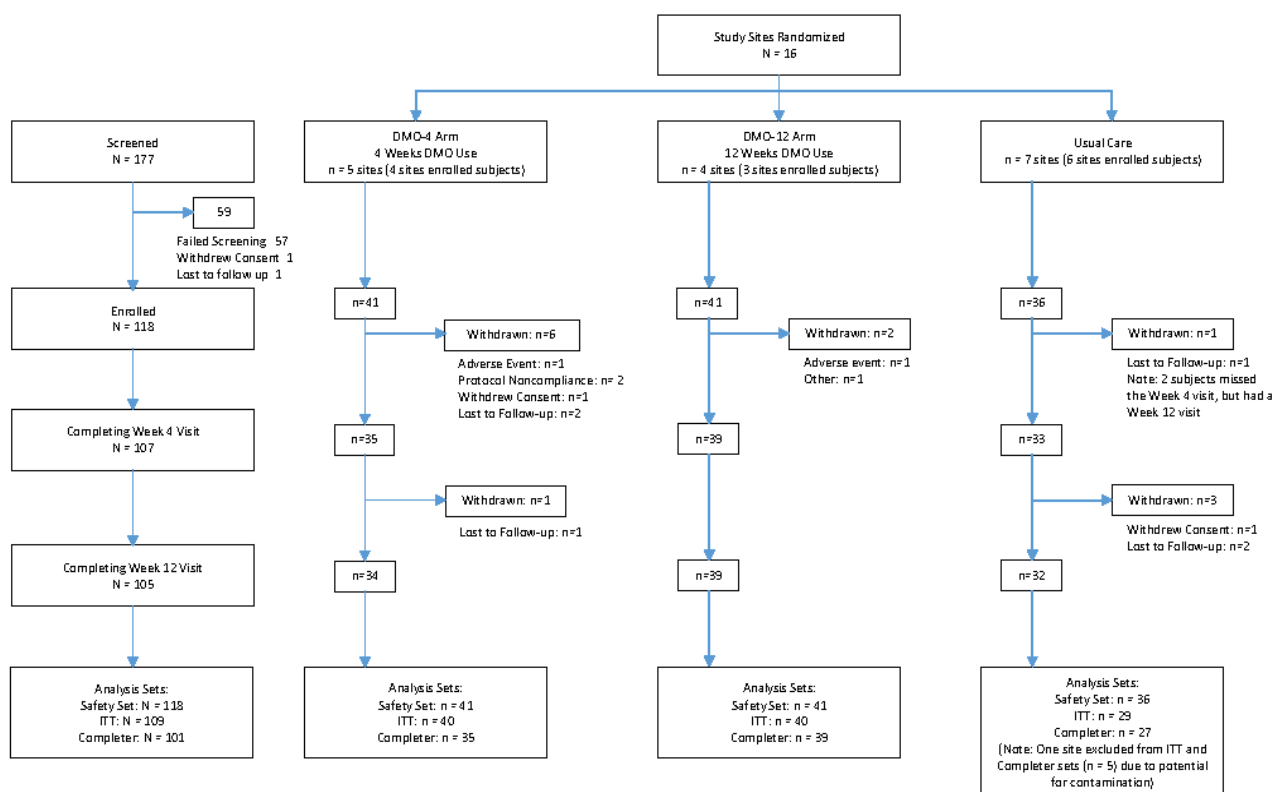 Study Sites Randomized
N = 16
Screened
N = 177
59
Failed Screening 57
Withdrew Consent 1
Lost to follow up 1
Enrolled
N = 118
Completing Week 4 Visit
N = 107
Completing Week 12 Visit
N = 105
Analysis Sets:
Safety Set: N = 118
ITT: N = 109
Completer: N = 101
DMO-4 Arm
4 Weeks DMO Use
n = 5 sites (4 sites enrolled subjects)
n=41
Withdrawn: n=6
Adverse Event: n=1
Protocol Noncompliance: n= 2
Withdrew Consent: n=1
Lost to Follow-up: n=2
n=35
Withdrawn: n=1
Lost to Follow-up: n=1
n=34
Analysis Sets:
Safety Set: n = 41
ITT: n = 40
Completer: n = 35
DMO-12 Arm
12 Weeks DMO Use
n = 4 sites (3 sites enrolled subjects)
n=41
Withdrawn: n=2
Adverse event: n=1
Other: n=1
n=39
n=39
Analysis Sets:
Safety Set: n = 41
ITT: n = 40
Completer: n = 39
Usual Care
n = 7 sites (6 sites enrolled subjects)
n=36
Withdrawn: n=1
Lost to Follow-up: n=1
Note: 2 subjects missed
the Week 4 visit, but had a
Week 12 visit
n=33
Withdrawn: n=3
Withdrew Consent: n=1
Lost to Follow-up: n=2
n=32
Analysis Sets:
Safety Set: n = 36
ITT: n = 29
Completer: n = 27
(Note: One site excluded from ITT and
Completer sets (n = 5) due to potential
for contamination)